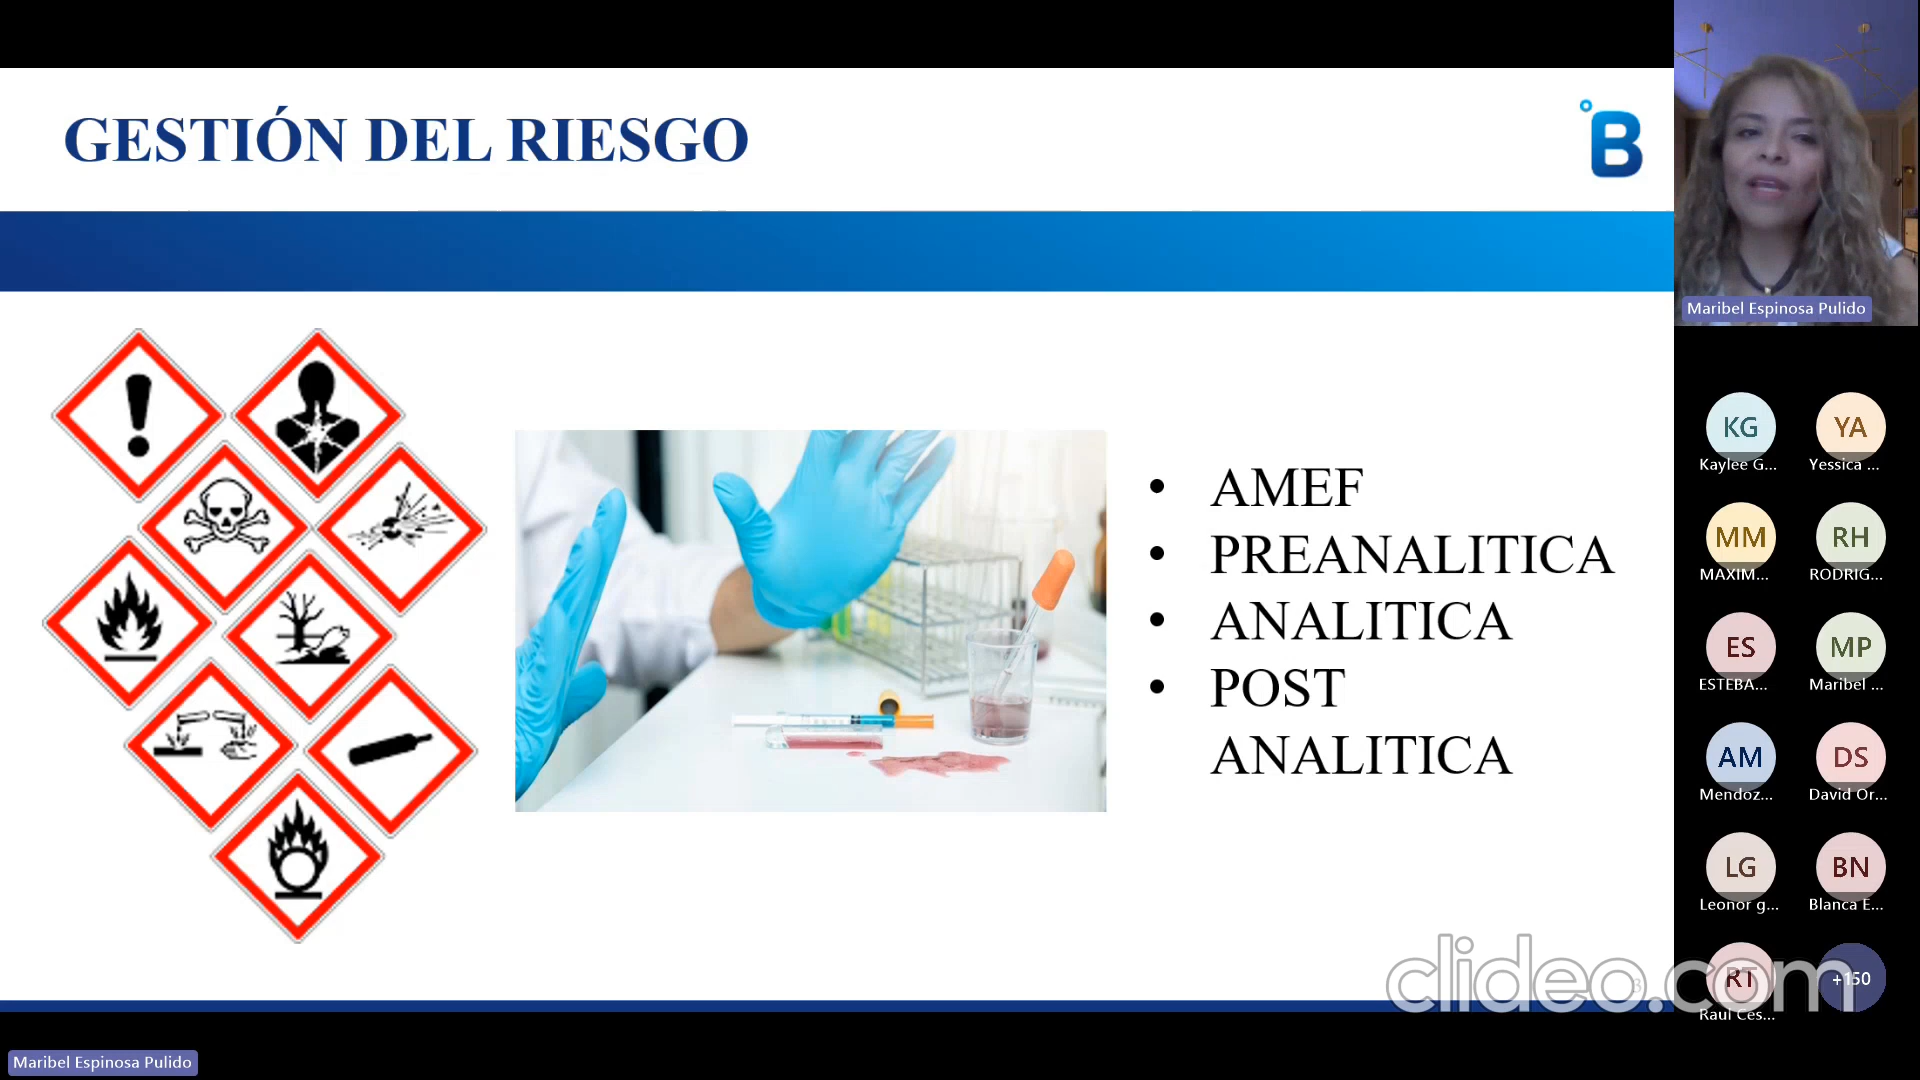 GESTIÓN DEL RIESGO
B
• AMEF
• PREANALITICA
• ANALITICA
• POST
ANALITICA
3
clideo.com
Maribel Espinosa Pulido
KG
Kaylee G...
YA
Yessica ...
MM
MAXIM...
RH
RODRIG...
ES
ESTEBA...
MP
Maribel ...
AM
Mendoz...
DS
David Or...
LG
Leonor g...
BN
Blanca E...
RT
Raul Ces...
+150
Maribel Espinosa Pulido